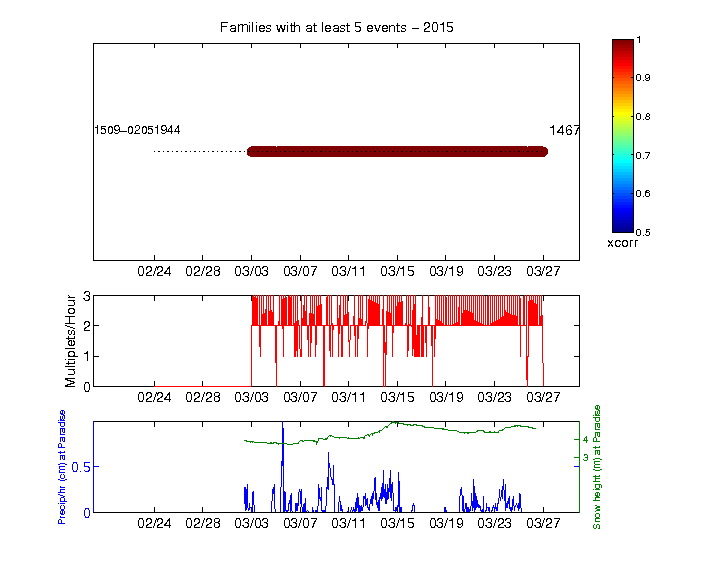 Families with at least 5 events – 2015
1509–02051944
1467
02/24 02/28 03/03 03/07 03/11 03/15 03/19 03/23 03/27
1
0.9
0.8
0.7
0.6
0.5
xcorr
Multiplets/Hour
3
2
1
0
02/24 02/28 03/03 03/07 03/11 03/15 03/19 03/23 03/27
Precip/hr (cm) at Paradise
0.5
0
4
3
Snow height (m) at Paradise
02/24 02/28 03/03 03/07 03/11 03/15 03/19 03/23 03/27